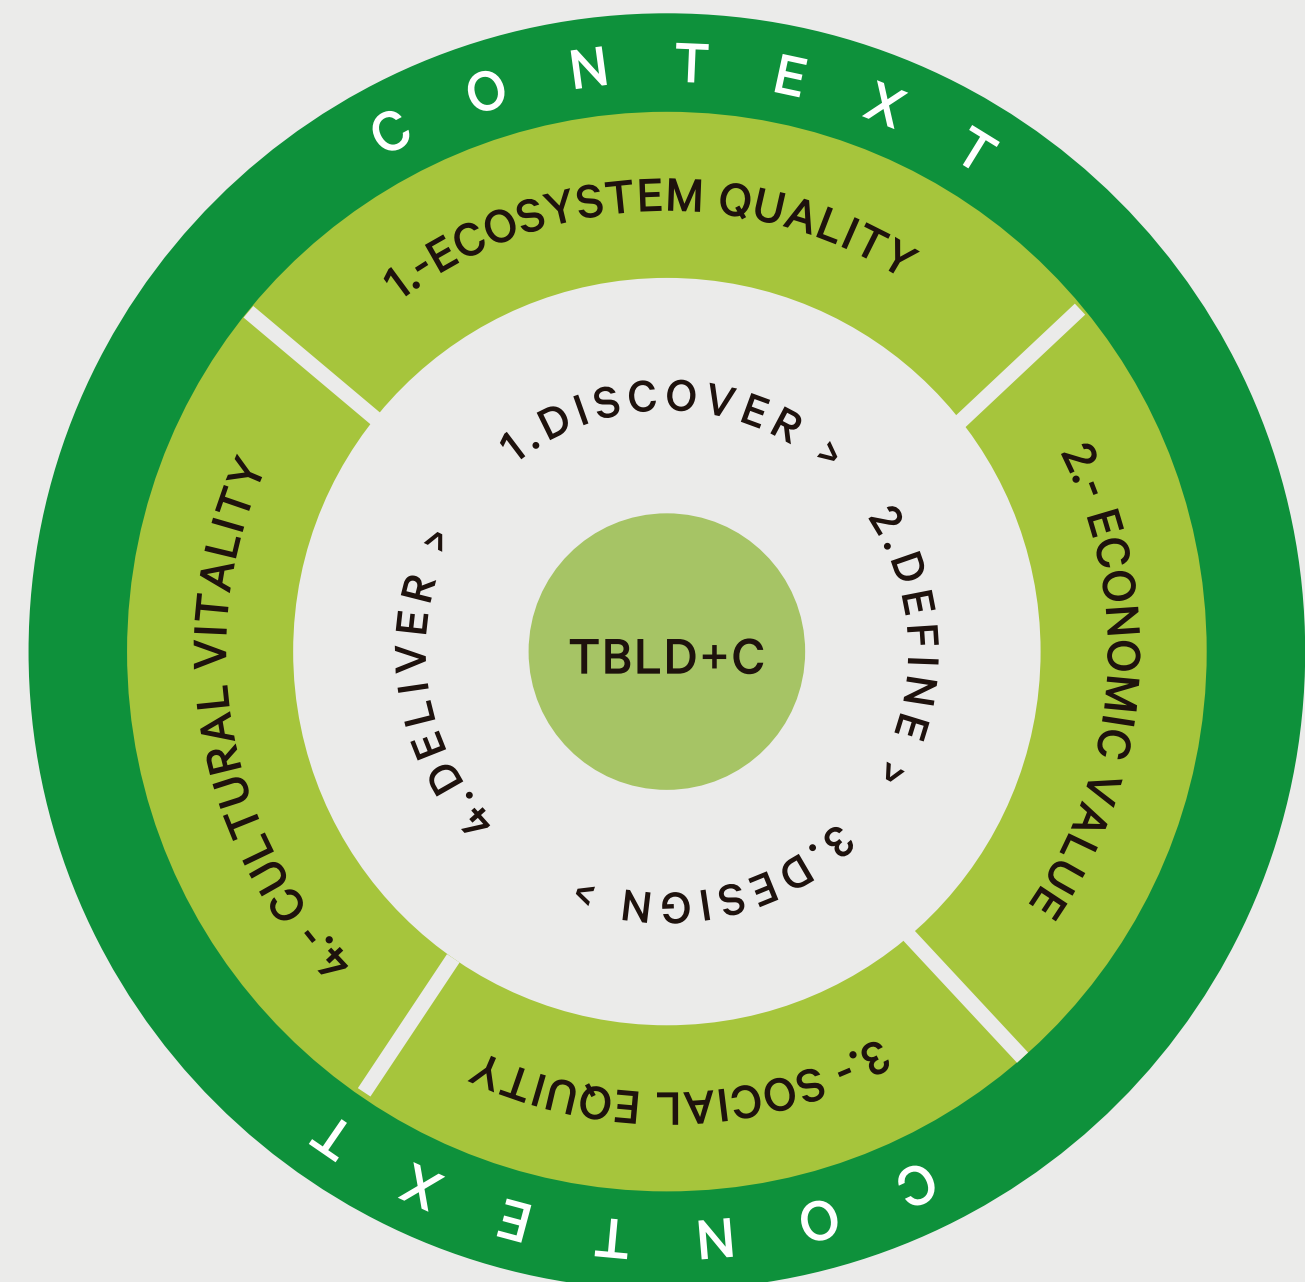 CONTEXT
1.-ECOSYSTEM QUALITY
2.- ECONOMIC VALUE
3.- SOCIAL EQUITY
4.- CULTURAL VITALITY
1.DISCOVER >
2.DEFINE >
3.DESIGN >
4.DELIVER >
TBLD+C
CONTEXT